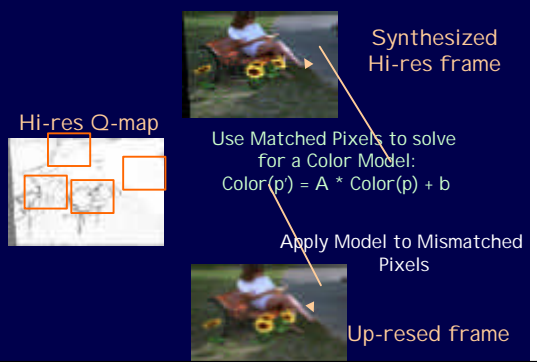 Synthesized
Hi-res frame
Hi-res Q-map
Use Matched Pixels to solve
for a Color Model:
Color(p') = A * Color(p) + b
Apply Model to Mismatched
Pixels
Up-resed frame